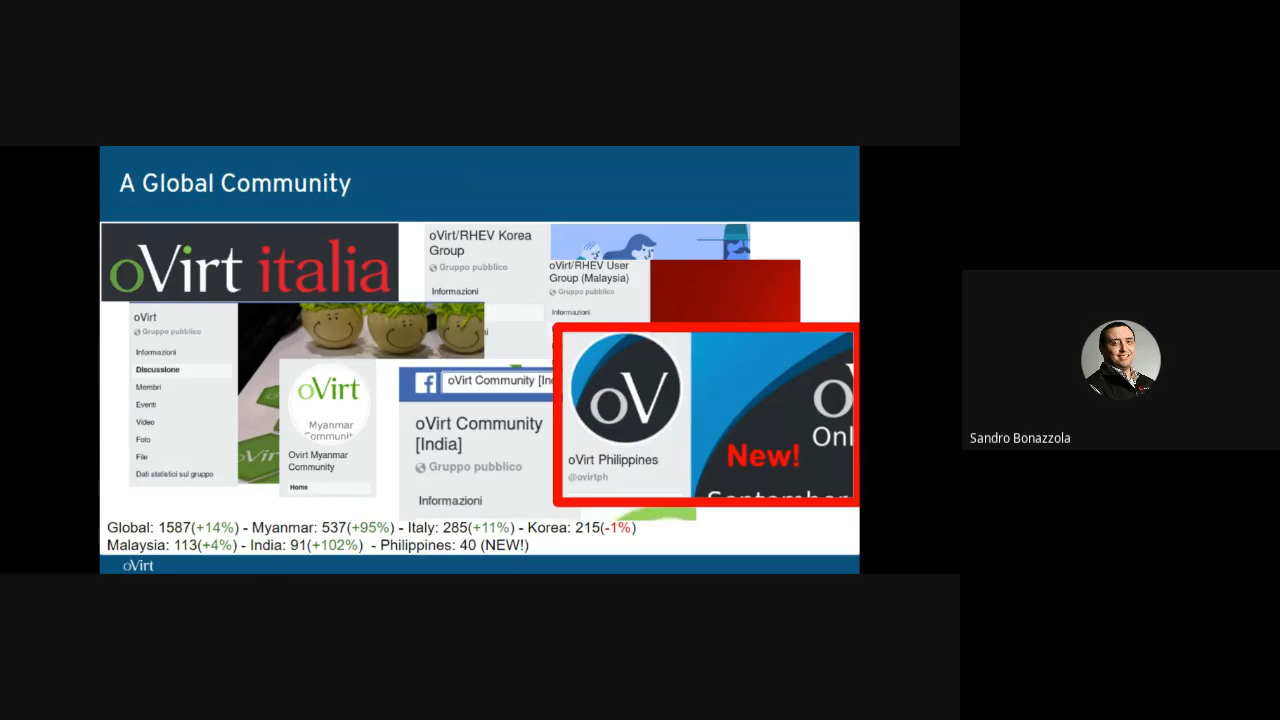 A Global Community
oVirt italia
oVirt/RHEV Korea
Group
Gruppo pubblico
Informazioni
oVirt/RHEV User
Group (Malaysia)
Gruppo pubblico
Informazioni
oVirt
Gruppo pubblico
Informazioni
Discussione
Membri
Eventi
Video
Foto
File
Dati statistici sul gruppo
oVirt
Myanmar
Ovirt Myanmar
Community
Home
oVirt Community [In
oVirt Community
[India]
Gruppo pubblico
Informazioni
oV
oVirt Philippines
@ovirtph
New!
Global: 1587(+14%) - Myanmar: 537(+95%) - Italy: 285(+11%) - Korea: 215(-1%)
Malaysia: 113(+4%) - India: 91(+102%) - Philippines: 40 (NEW!)
oVirt
Sandro Bonazzola